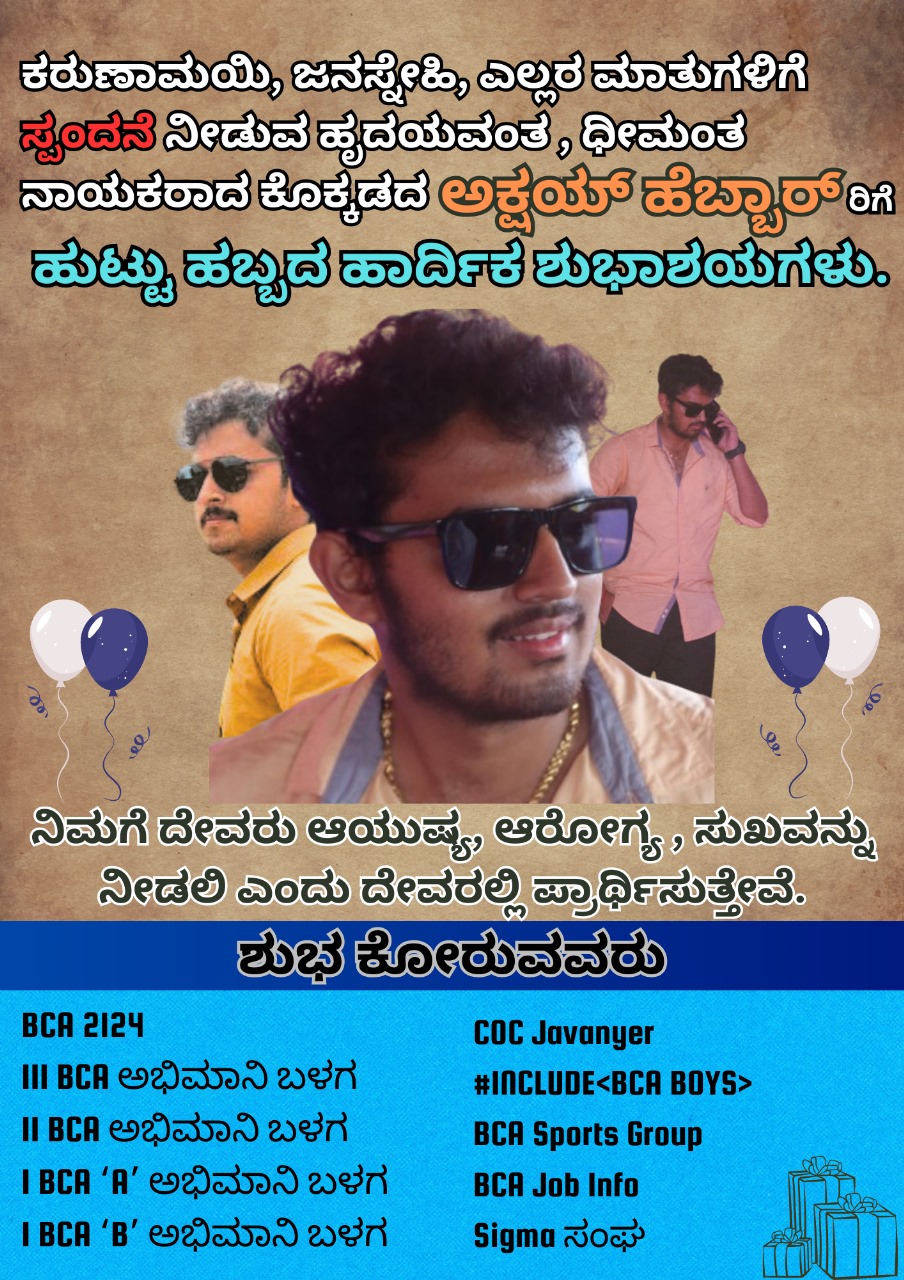 ಕರುಣಾಮಯಿ, ಜನಸ್ನೇಹಿ, ಎಲ್ಲರ ಮಾತುಗಳಿಗೆ
ಸ್ಪಂದನೆ ನೀಡುವ ಹೃದಯವಂತ , ಧೀಮಂತ
ನಾಯಕರಾದ ಕೊಕ್ಕಡದ ಅಕ್ಷಯ್ ಹೆಬ್ಬಾರ್ ರಿಗೆ
ಹುಟ್ಟು ಹಬ್ಬದ ಹಾರ್ದಿಕ ಶುಭಾಶಯಗಳು.
ನಿಮಗೆ ದೇವರು ಆಯುಷ್ಯ, ಆರೋಗ್ಯ , ಸುಖವನ್ನು
ನೀಡಲಿ ಎಂದು ದೇವರಲ್ಲಿ ಪ್ರಾರ್ಥಿಸುತ್ತೇವೆ.
ಶುಭ ಕೋರುವವರು
BCA 2124
III BCA ಅಭಿಮಾನಿ ಬಳಗ
II BCA ಅಭಿಮಾನಿ ಬಳಗ
I BCA ‘A’ ಅಭಿಮಾನಿ ಬಳಗ
I BCA ‘B’ ಅಭಿಮಾನಿ ಬಳಗ
COC Javanyer
#INCLUDE<BCA BOYS>
BCA Sports Group
BCA Job Info
Sigma ಸಂಘ